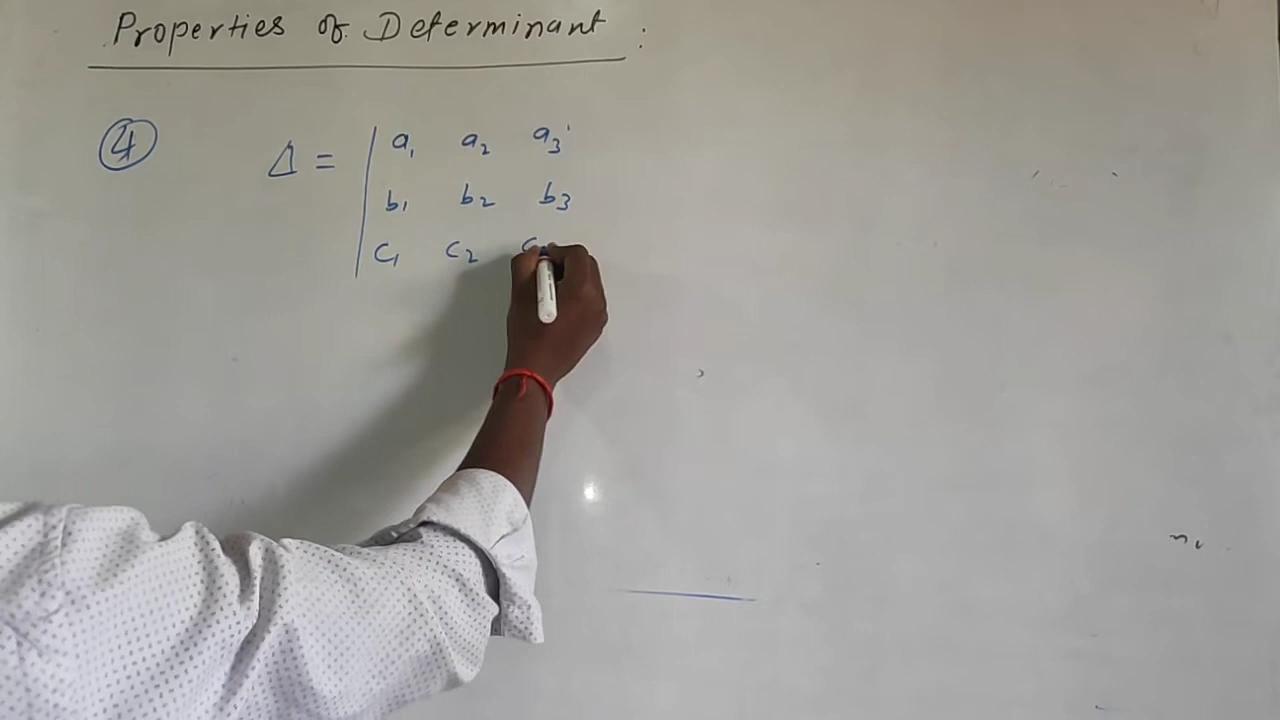 Properties of Determinant :
④ Δ = | a₁ a₂ a₃
b₁ b₂ b₃
c₁ c₂ c